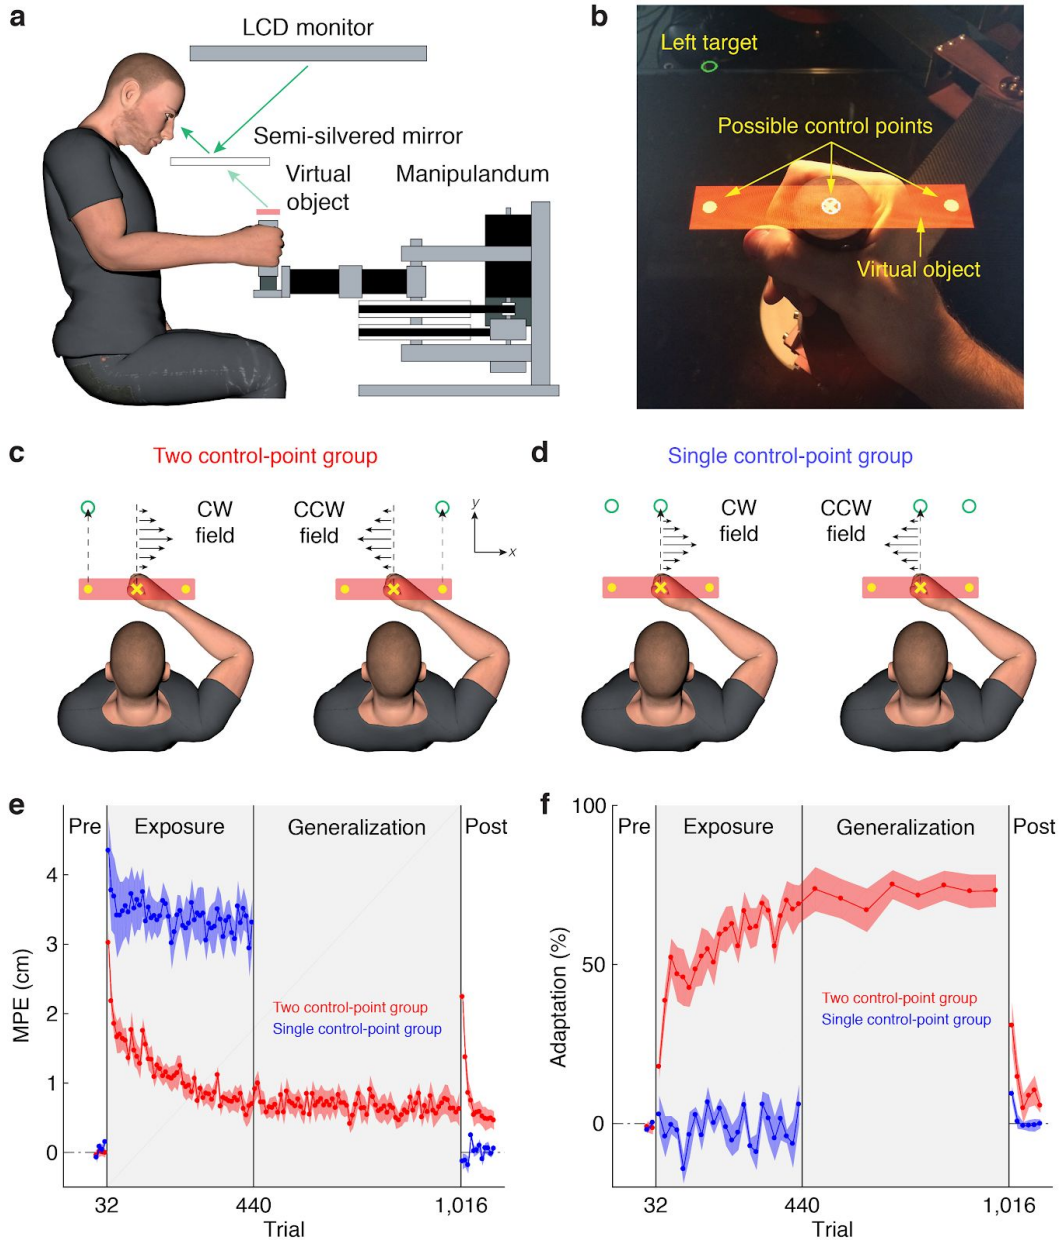 a
LCD monitor
Semi-silvered mirror
Virtual
object
Manipulandum
b
Left target
Possible control points
Virtual object
c
Two control-point group
CW
field
CCW
field
y
x
d
Single control-point group
CW
field
CCW
field
e
Pre
Exposure
Generalization
Post
4
3
2
1
0
MPE (cm)
Two control-point group
Single control-point group
32
440
1,016
Trial
f
100
50
0
Adaptation (%)
Pre
Exposure
Generalization
Post
Two control-point group
Single control-point group
32
440
1,016
Trial